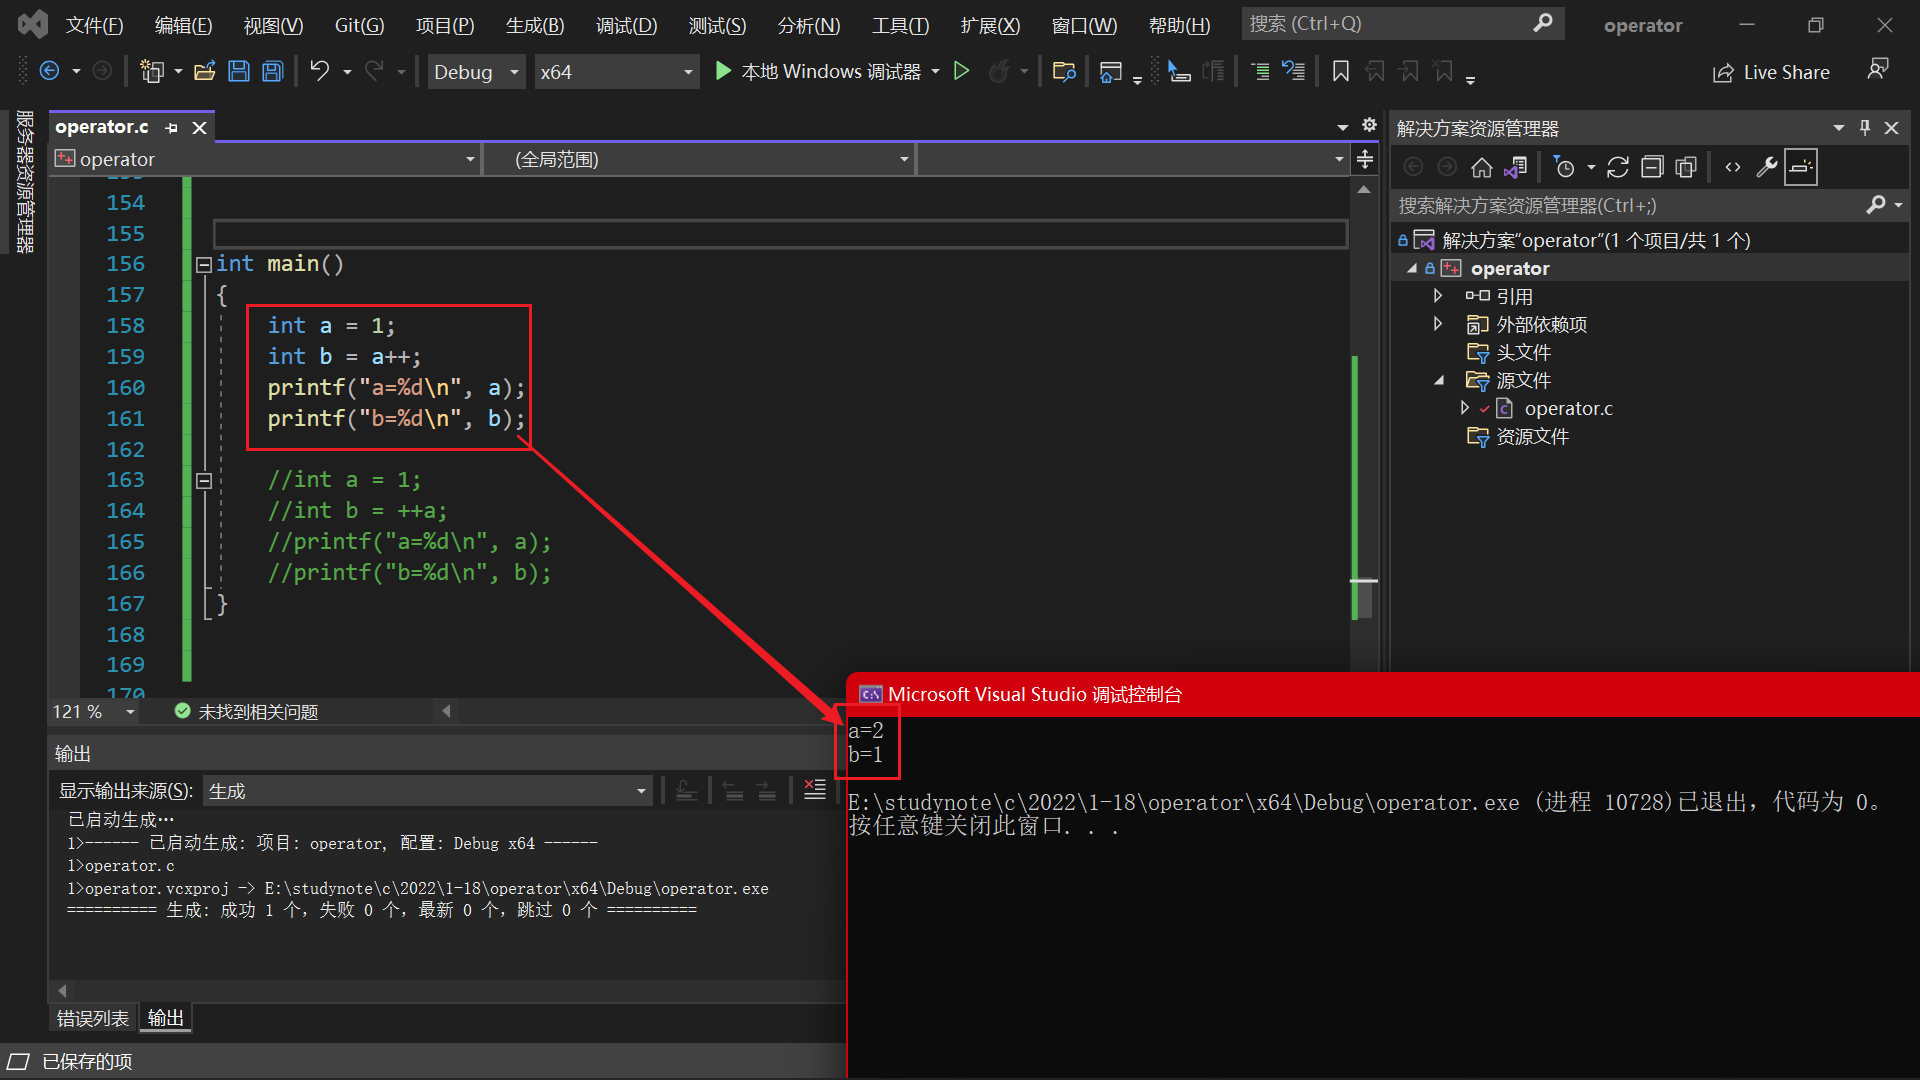 文件(F) 编辑(E) 视图(V) Git(G) 项目(P) 生成(B) 调试(D) 测试(S) 分析(N) 工具(T) 扩展(X) 窗口(W) 帮助(H) 搜索 (Ctrl+Q) operator
Debug x64 本地 Windows 调试器 Live Share
服务器资源管理器
operator.c
operator (全局范围)
154
155
156 int main()
157 {
158 int a = 1;
159 int b = a++;
160 printf("a=%d\n", a);
161 printf("b=%d\n", b);
162
163 //int a = 1;
164 //int b = ++a;
165 //printf("a=%d\n", a);
166 //printf("b=%d\n", b);
167 }
168
169
170
121 % 未找到相关问题
输出
显示输出来源(S): 生成
已启动生成…
1>------ 已启动生成: 项目: operator, 配置: Debug x64 ------
1>operator.c
1>operator.vcxproj -> E:\studynote\c\2022\1-18\operator\x64\Debug\operator.exe
========== 生成: 成功 1 个，失败 0 个，最新 0 个，跳过 0 个 ==========
错误列表 输出
已保存的项
解决方案资源管理器
搜索解决方案资源管理器(Ctrl+;)
解决方案“operator”(1 个项目/共 1 个)
operator
引用
外部依赖项
头文件
源文件
operator.c
资源文件
Microsoft Visual Studio 调试控制台
a=2
b=1
E:\studynote\c\2022\1-18\operator\x64\Debug\operator.exe (进程 10728)已退出，代码为 0。
按任意键关闭此窗口. . .